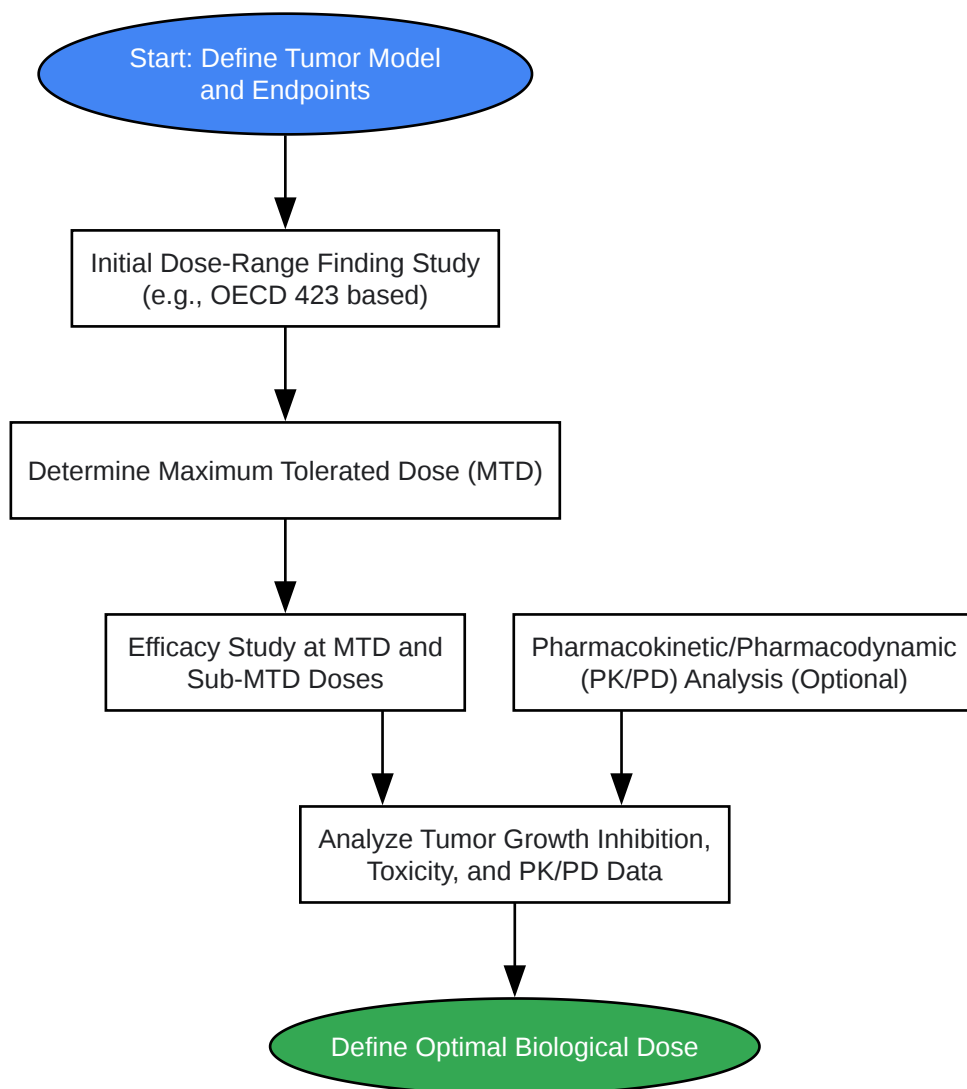 Start: Define Tumor Model
and Endpoints
Initial Dose-Range Finding Study
(e.g., OECD 423 based)
Determine Maximum Tolerated Dose (MTD)
Efficacy Study at MTD and
Sub-MTD Doses
Pharmacokinetic/Pharmacodynamic
(PK/PD) Analysis (Optional)
Analyze Tumor Growth Inhibition,
Toxicity, and PK/PD Data
Define Optimal Biological Dose